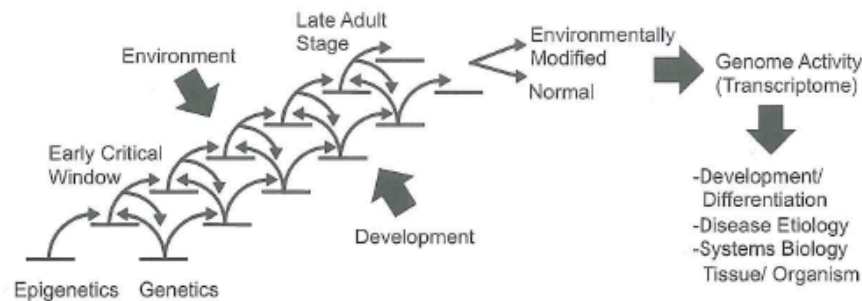 Late Adult
Stage
Environment
Environmentally
Modified
Normal
Genome Activity
(Transcriptome)
Early Critical
Window
Development
-Development/
Differentiation
-Disease Etiology
-Systems Biology
Tissue/ Organism
Epigenetics
Genetics